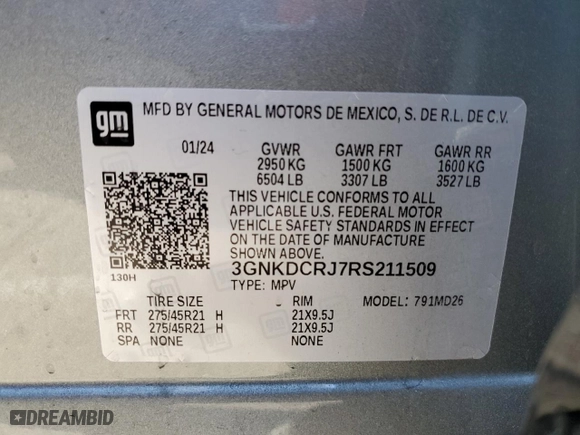 gm
MFD BY GENERAL MOTORS DE MEXICO, S. DE R.L. DE C.V.
01/24 GVWR GAWR FRT GAWR RR
2950 KG 1500 KG 1600 KG
6504 LB 3307 LB 3527 LB
THIS VEHICLE CONFORMS TO ALL
APPLICABLE U.S. FEDERAL MOTOR
VEHICLE SAFETY STANDARDS IN EFFECT
ON THE DATE OF MANUFACTURE
SHOWN ABOVE.
130H 3GNKDCRJ7RS211509
TYPE: MPV
TIRE SIZE RIM MODEL: 791MD26
FRT 275/45R21 H 21X9.5J
RR 275/45R21 H 21X9.5J
SPA NONE NONE
DREAMBID